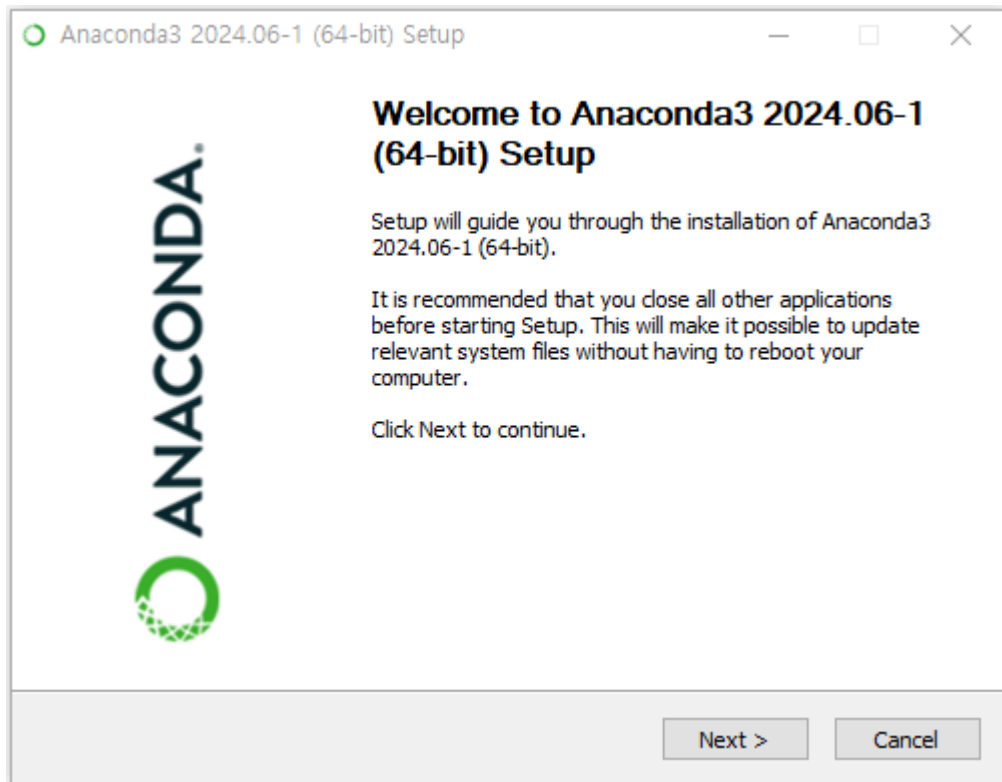 Anaconda3 2024.06-1 (64-bit) Setup
Welcome to Anaconda3 2024.06-1
(64-bit) Setup
Setup will guide you through the installation of Anaconda3
2024.06-1 (64-bit).
It is recommended that you close all other applications
before starting Setup. This will make it possible to update
relevant system files without having to reboot your
computer.
Click Next to continue.
ANACONDA.
Next >
Cancel